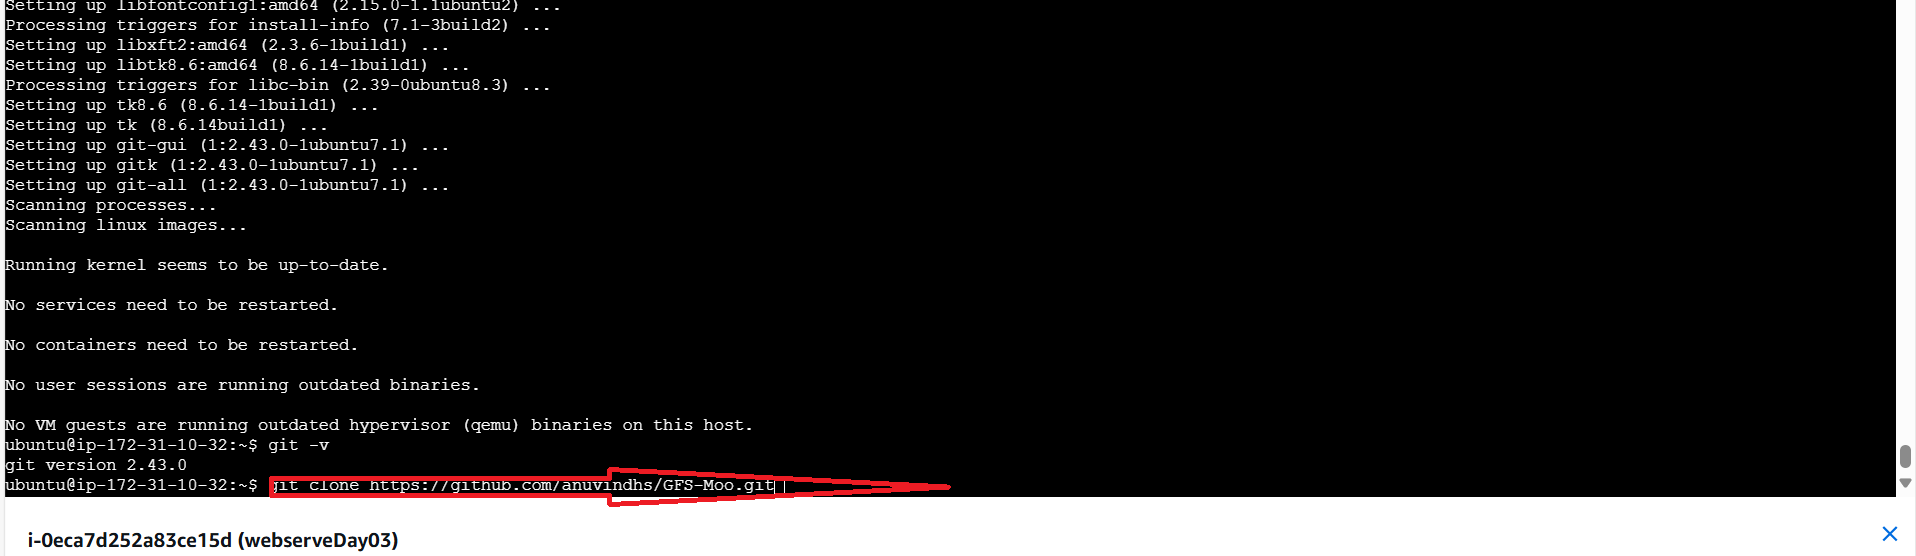 Setting up libfontconfig1:amd64 (2.15.0-1.1ubuntu2) ...
Processing triggers for install-info (7.1-3build2) ...
Setting up libxft2:amd64 (2.3.6-1build1) ...
Setting up libtk8.6:amd64 (8.6.14-1build1) ...
Processing triggers for libc-bin (2.39-0ubuntu8.3) ...
Setting up tk8.6 (8.6.14-1build1) ...
Setting up tk (8.6.14build1) ...
Setting up git-gui (1:2.43.0-1ubuntu7.1) ...
Setting up gitk (1:2.43.0-1ubuntu7.1) ...
Setting up git-all (1:2.43.0-1ubuntu7.1) ...
Scanning processes...
Scanning linux images...
Running kernel seems to be up-to-date.
No services need to be restarted.
No containers need to be restarted.
No user sessions are running outdated binaries.
No VM guests are running outdated hypervisor (qemu) binaries on this host.
ubuntu@ip-172-31-10-32:~$ git -v
git version 2.43.0
ubuntu@ip-172-31-10-32:~$ git clone https://github.com/anuvindhs/GFS-Moo.git
i-0eca7d252a83ce15d (webserveDay03)